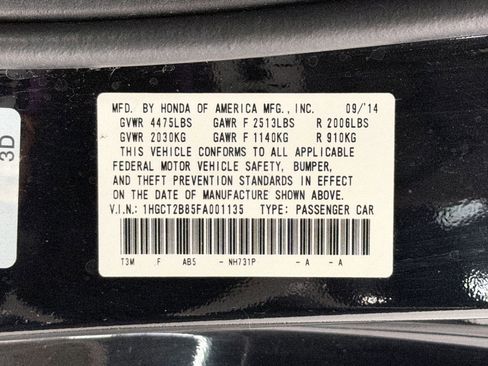 MFD. BY HONDA OF AMERICA MFG., INC. 09/'14
GVWR 4475LBS GAWR F 2513LBS R 2006LBS
GVWR 2030KG GAWR F 1140KG R 910KG
THIS VEHICLE CONFORMS TO ALL APPLICABLE
FEDERAL MOTOR VEHICLE SAFETY, BUMPER,
AND THEFT PREVENTION STANDARDS IN EFFECT
ON THE DATE OF MANUFACTURE SHOWN ABOVE.
V.I.N.: 1HGCT2B85FA001135 TYPE: PASSENGER CAR
T3M F AB5 - NH731P - A - A
3D